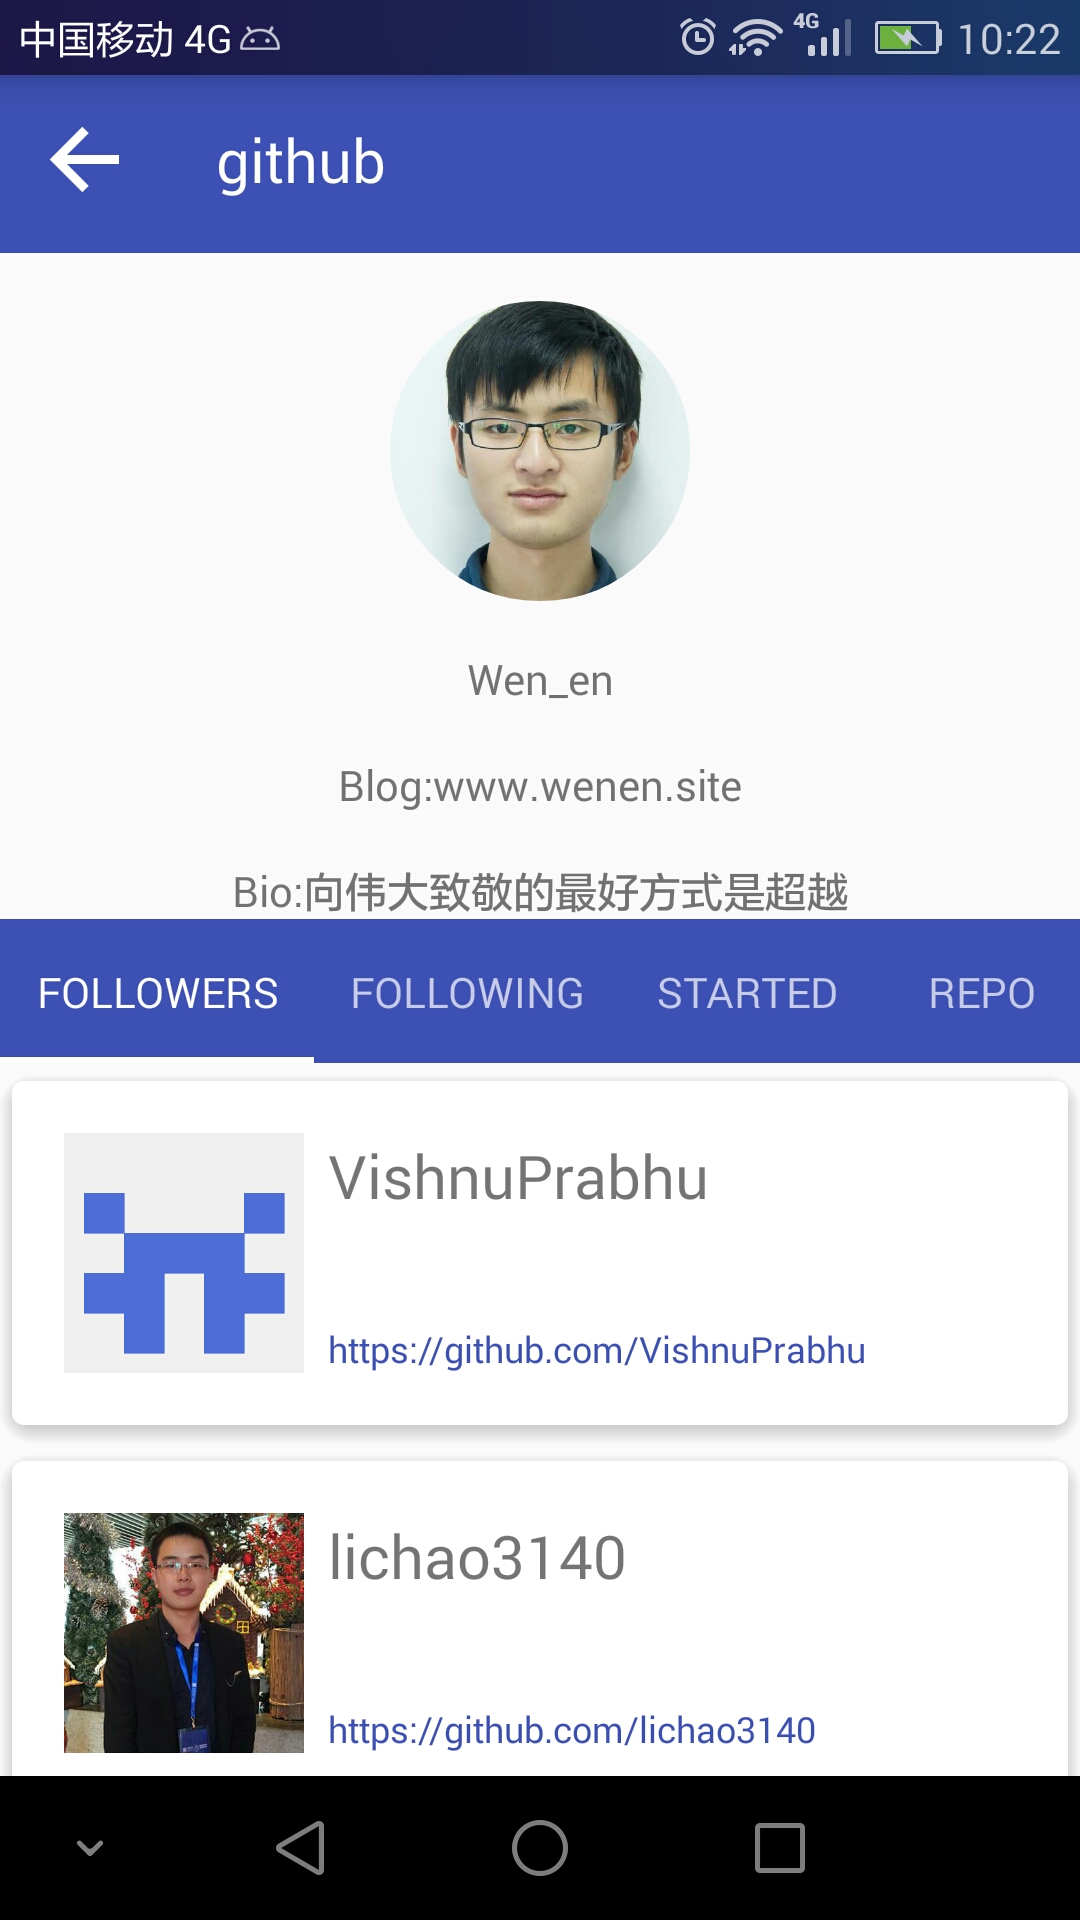 中国移动 4G 4G 10:22
github
Wen_en
Blog:www.wenen.site
Bio:向伟大致敬的最好方式是超越
FOLLOWERS FOLLOWING STARTED REPO
VishnuPrabhu
https://github.com/VishnuPrabhu
lichao3140
https://github.com/lichao3140